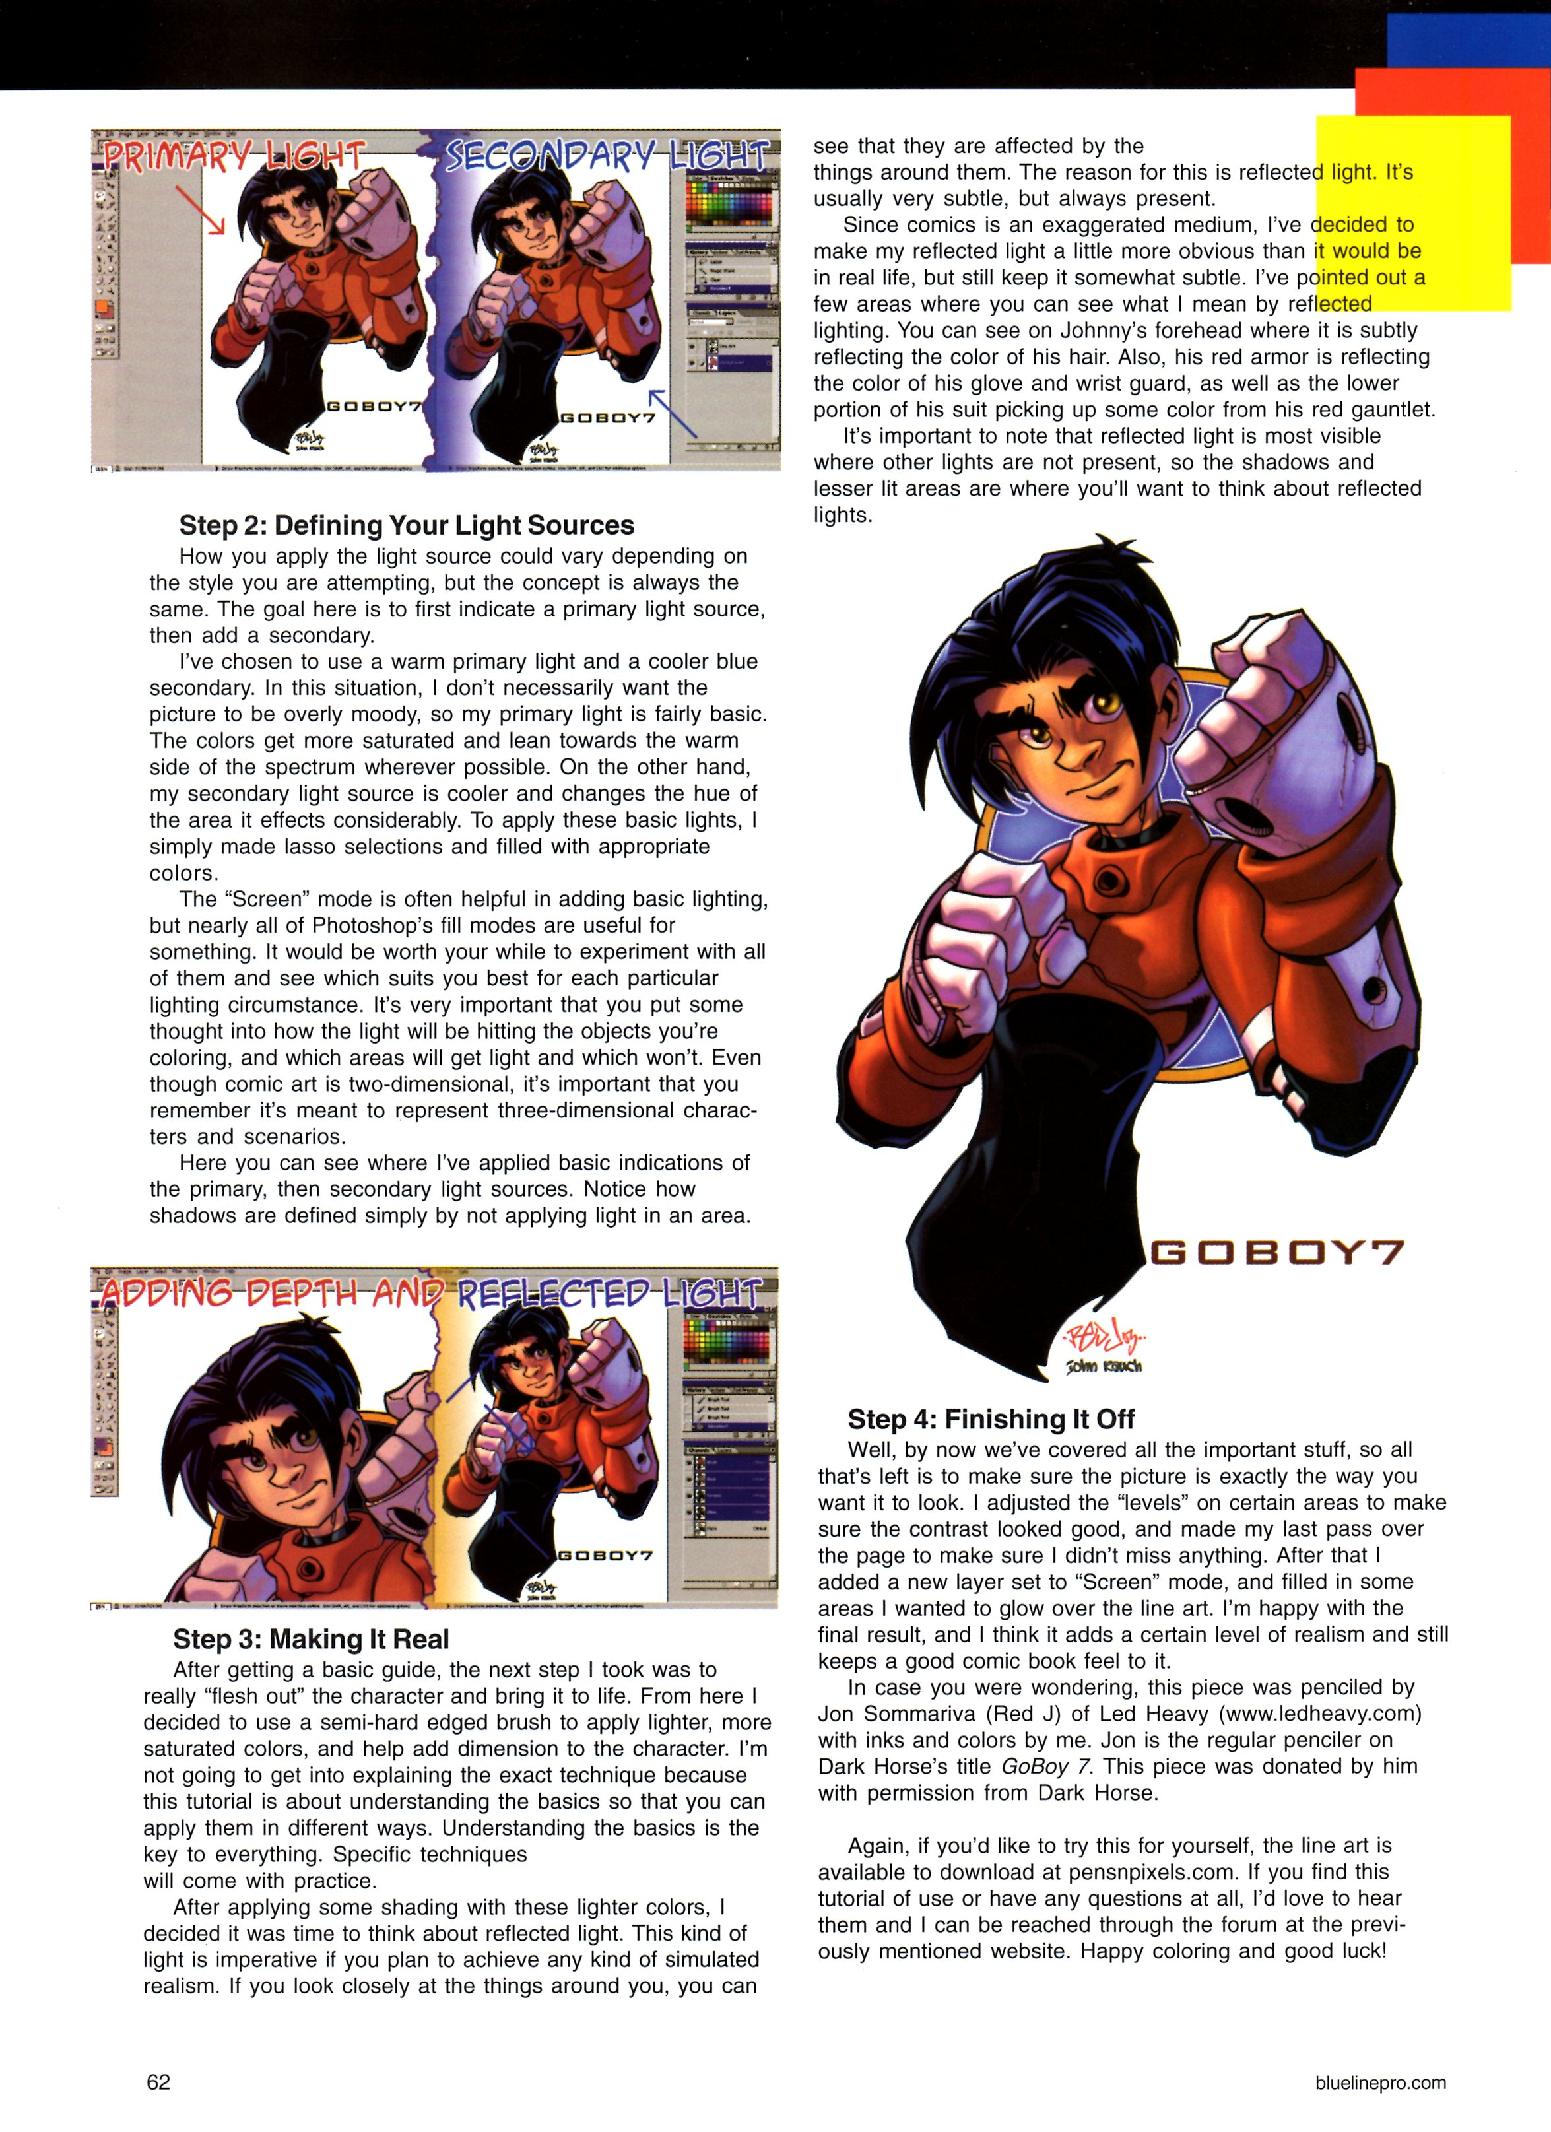 PRIMARY LIGHT
SECONDARY LIGHT
GOBOY7
GOBOY7
Step 2: Defining Your Light Sources
How you apply the light source could vary depending on
the style you are attempting, but the concept is always the
same. The goal here is to first indicate a primary light source,
then add a secondary.
I've chosen to use a warm primary light and a cooler blue
secondary. In this situation, I don't necessarily want the
picture to be overly moody, so my primary light is fairly basic.
The colors get more saturated and lean towards the warm
side of the spectrum wherever possible. On the other hand,
my secondary light source is cooler and changes the hue of
the area it effects considerably. To apply these basic lights, I
simply made lasso selections and filled with appropriate
colors.
The “Screen” mode is often helpful in adding basic lighting,
but nearly all of Photoshop's fill modes are useful for
something. It would be worth your while to experiment with all
of them and see which suits you best for each particular
lighting circumstance. It's very important that you put some
thought into how the light will be hitting the objects you're
coloring, and which areas will get light and which won't. Even
though comic art is two-dimensional, it's important that you
remember it's meant to represent three-dimensional charac-
ters and scenarios.
Here you can see where I've applied basic indications of
the primary, then secondary light sources. Notice how
shadows are defined simply by not applying light in an area.
ADDING DEPTH AND REFLECTED LIGHT
GOBOY7
Step 3: Making It Real
After getting a basic guide, the next step I took was to
really “flesh out” the character and bring it to life. From here I
decided to use a semi-hard edged brush to apply lighter, more
saturated colors, and help add dimension to the character. I'm
not going to get into explaining the exact technique because
this tutorial is about understanding the basics so that you can
apply them in different ways. Understanding the basics is the
key to everything. Specific techniques
will come with practice.
After applying some shading with these lighter colors, I
decided it was time to think about reflected light. This kind of
light is imperative if you plan to achieve any kind of simulated
realism. If you look closely at the things around you, you can
see that they are affected by the
things around them. The reason for this is reflected light. It's
usually very subtle, but always present.
Since comics is an exaggerated medium, I've decided to
make my reflected light a little more obvious than it would be
in real life, but still keep it somewhat subtle. I've pointed out a
few areas where you can see what I mean by reflected
lighting. You can see on Johnny's forehead where it is subtly
reflecting the color of his hair. Also, his red armor is reflecting
the color of his glove and wrist guard, as well as the lower
portion of his suit picking up some color from his red gauntlet.
It's important to note that reflected light is most visible
where other lights are not present, so the shadows and
lesser lit areas are where you'll want to think about reflected
lights.
GOBOY7
John Rauch
Step 4: Finishing It Off
Well, by now we've covered all the important stuff, so all
that's left is to make sure the picture is exactly the way you
want it to look. I adjusted the “levels” on certain areas to make
sure the contrast looked good, and made my last pass over
the page to make sure I didn't miss anything. After that I
added a new layer set to “Screen” mode, and filled in some
areas I wanted to glow over the line art. I'm happy with the
final result, and I think it adds a certain level of realism and still
keeps a good comic book feel to it.
In case you were wondering, this piece was penciled by
Jon Sommariva (Red J) of Led Heavy (www.ledheavy.com)
with inks and colors by me. Jon is the regular penciler on
Dark Horse's title GoBoy 7. This piece was donated by him
with permission from Dark Horse.
Again, if you'd like to try this for yourself, the line art is
available to download at pensnpixels.com. If you find this
tutorial of use or have any questions at all, I'd love to hear
them and I can be reached through the forum at the previ-
ously mentioned website. Happy coloring and good luck!
62
bluelinepro.com